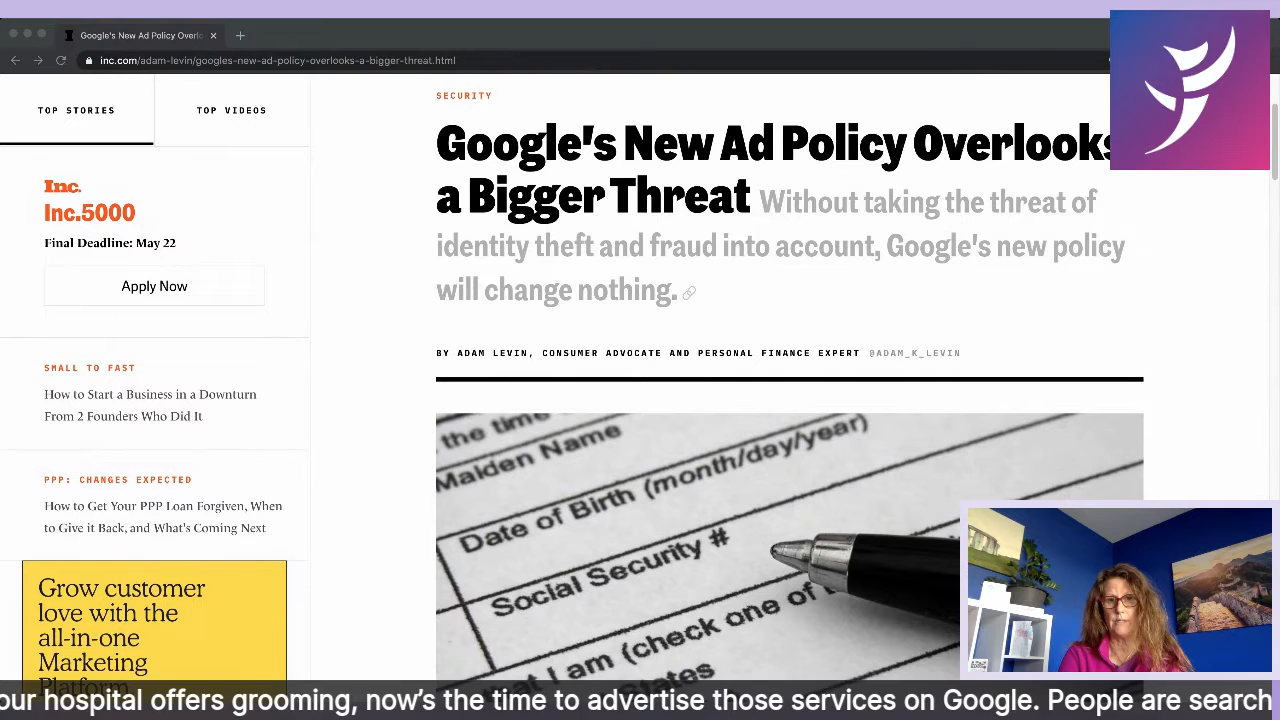 Google's New Ad Policy Overlo
inc.com/adam-levin/googles-new-ad-policy-overlooks-a-bigger-threat.html
TOP STORIES
TOP VIDEOS
Inc.
Inc.5000
Final Deadline: May 22
Apply Now
SMALL TO FAST
How to Start a Business in a Downturn
From 2 Founders Who Did It
PPP: CHANGES EXPECTED
How to Get Your PPP Loan Forgiven, When
to Give it Back, and What's Coming Next
Grow customer
love with the
all-in-one
Marketing
Platform
SECURITY
Google's New Ad Policy Overlooks
a Bigger Threat Without taking the threat of
identity theft and fraud into account, Google's new policy
will change nothing.
BY ADAM LEVIN, CONSUMER ADVOCATE AND PERSONAL FINANCE EXPERT @ADAM_K_LEVIN
the time
Maiden Name
Date of Birth (month/day/year)
Social Security #
I am (check one of
States
our hospital offers grooming, now's the time to advertise those services on Google. People are search